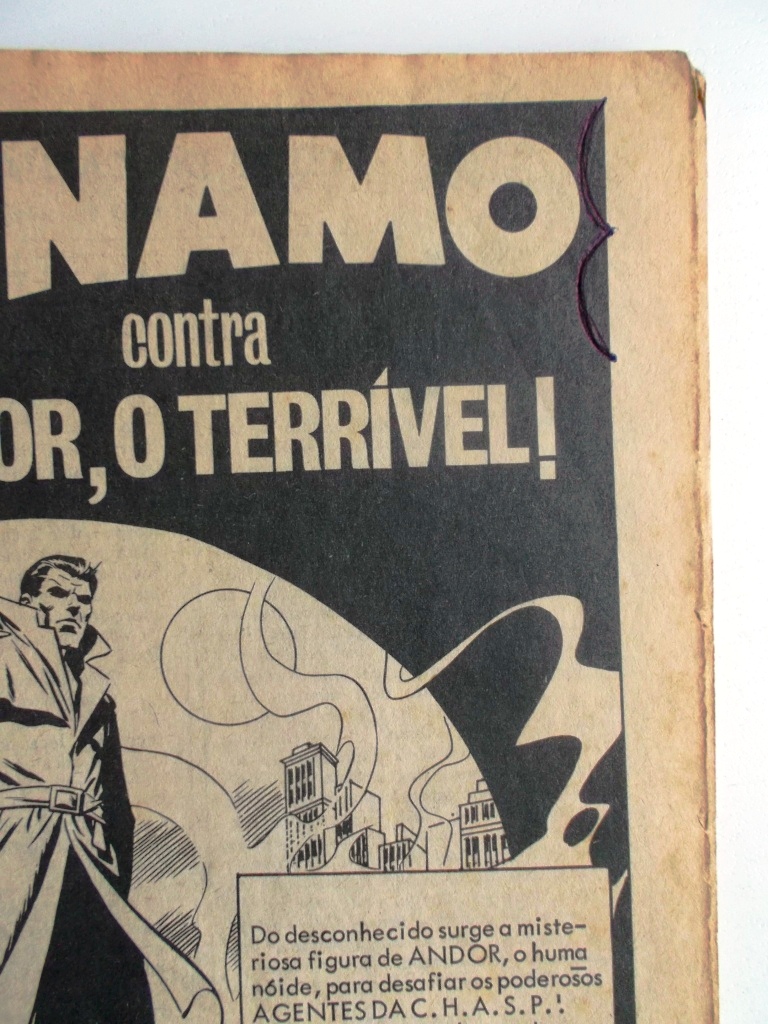 NAMO
contra
OR, O TERRÍVEL!
Do desconhecido surge a miste-
riosa figura de ANDOR, o huma
nóide, para desafiar os poderosos
AGENTES DA C.H.A.S.P.!